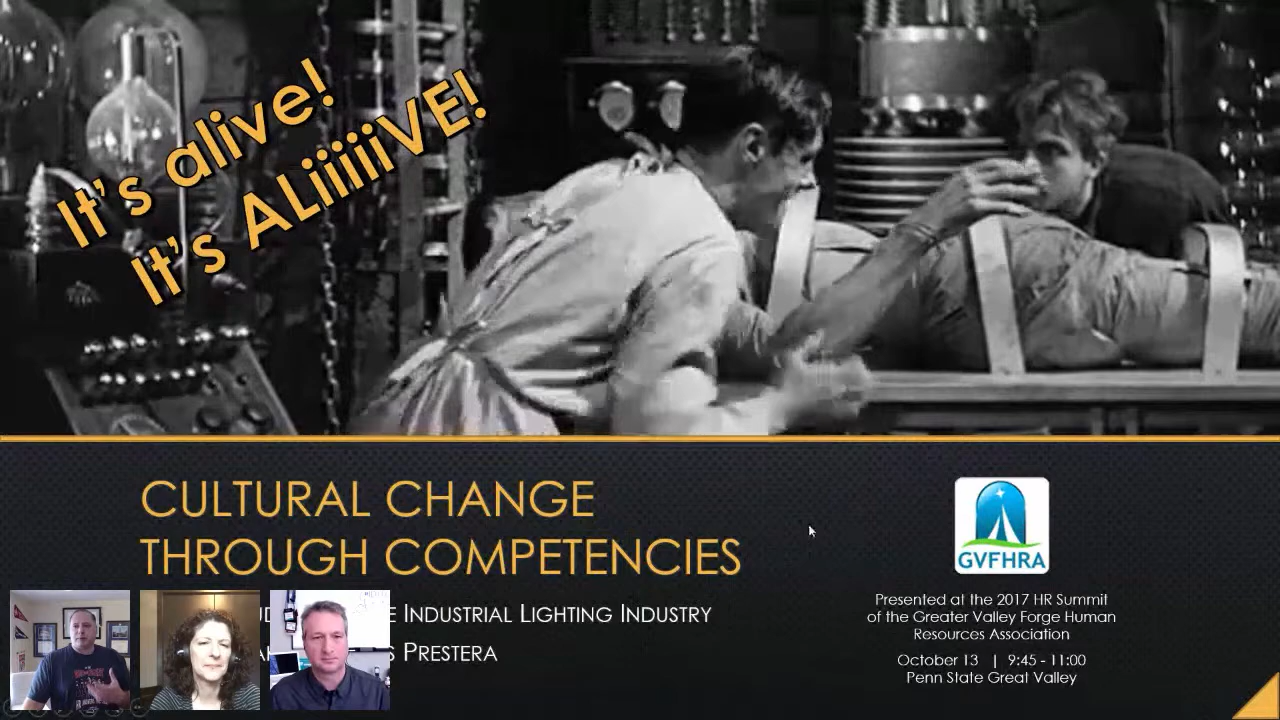 It's alive!
It's ALiiiiiVE!
CULTURAL CHANGE
THROUGH COMPETENCIES
INDUSTRIAL LIGHTING INDUSTRY
PRESTERA
GVFHRA
Presented at the 2017 HR Summit
of the Greater Valley Forge Human
Resources Association
October 13 | 9:45 - 11:00
Penn State Great Valley